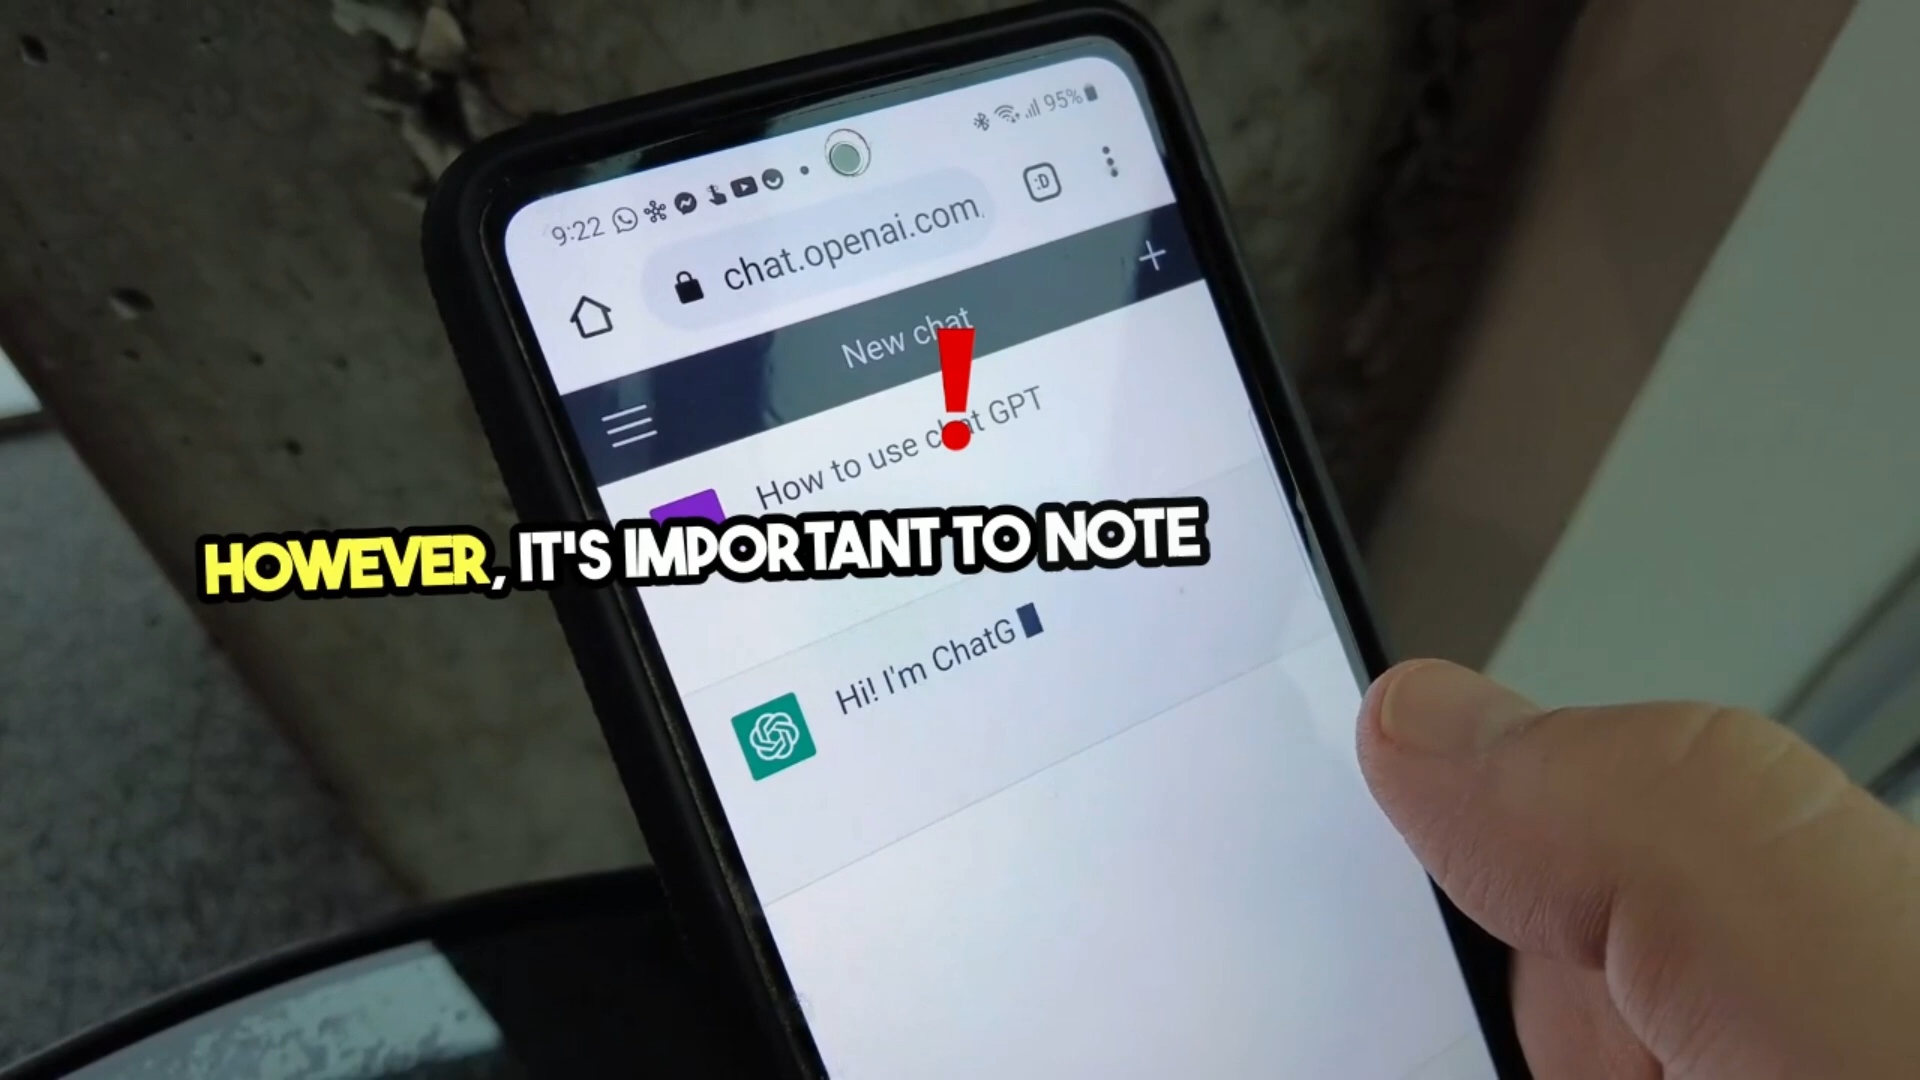 9:22
95%
chat.openai.com
:D
New chat
How to use chat GPT
HOWEVER, IT'S IMPORTANT TO NOTE
Hi! I'm ChatG